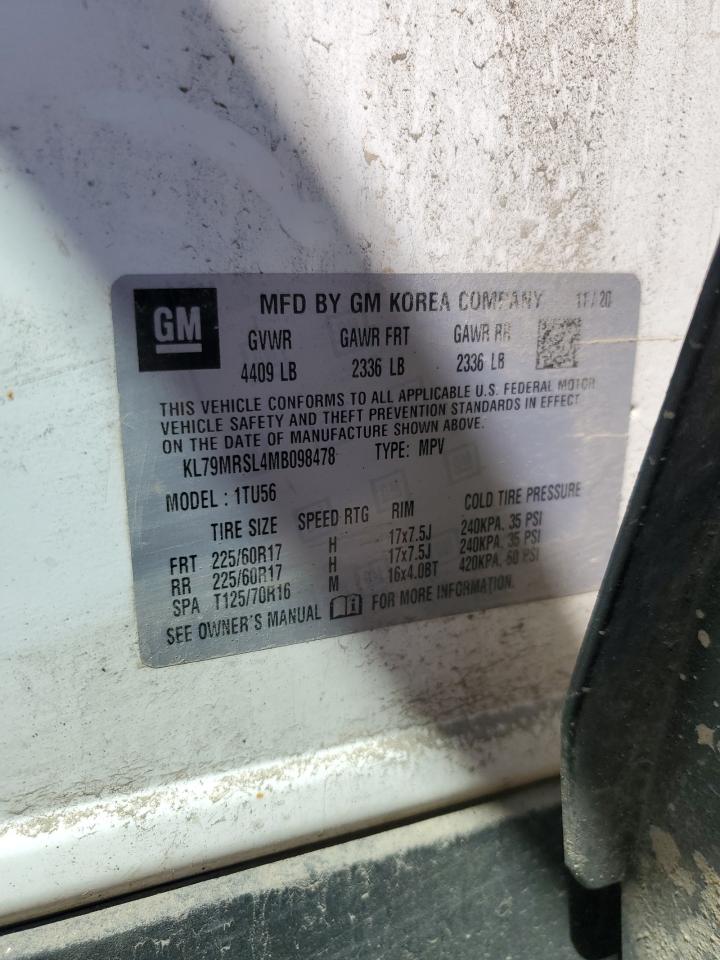 GM
MFD BY GM KOREA COMPANY 11/20
GVWR GAWR FRT GAWR RR
4409 LB 2336 LB 2336 LB
THIS VEHICLE CONFORMS TO ALL APPLICABLE U.S. FEDERAL MOTOR
VEHICLE SAFETY AND THEFT PREVENTION STANDARDS IN EFFECT
ON THE DATE OF MANUFACTURE SHOWN ABOVE.
KL79MRSL4MB098478 TYPE: MPV
MODEL : 1TU56
TIRE SIZE SPEED RTG RIM COLD TIRE PRESSURE
FRT 225/60R17 H 17x7.5J 240KPA, 35 PSI
RR 225/60R17 H 17x7.5J 240KPA, 35 PSI
SPA T125/70R16 M 16x4.0BT 420KPA, 60 PSI
SEE OWNER'S MANUAL FOR MORE INFORMATION.